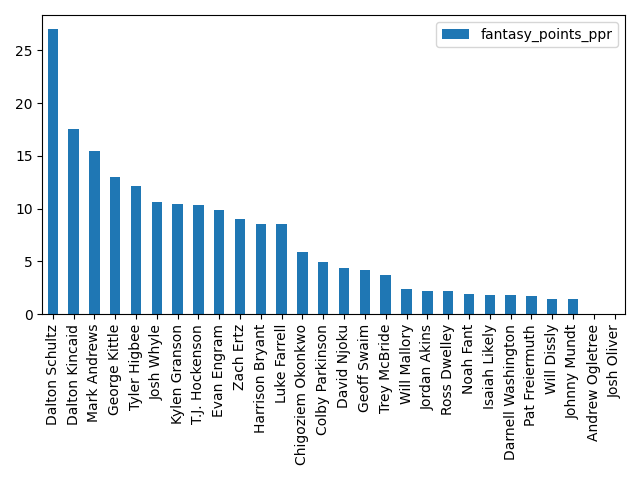 fantasy_points_ppr
25
20
15
10
5
0
Dalton Schultz
Dalton Kincaid
Mark Andrews
George Kittle
Tyler Higbee
Josh Whyle
Kylen Granson
T.J. Hockenson
Evan Engram
Zach Ertz
Harrison Bryant
Luke Farrell
Chigoziem Okonkwo
Colby Parkinson
David Njoku
Geoff Swaim
Trey McBride
Will Mallory
Jordan Akins
Ross Dwelley
Noah Fant
Isaiah Likely
Darnell Washington
Pat Freiermuth
Will Dissly
Johnny Mundt
Andrew Ogletree
Josh Oliver